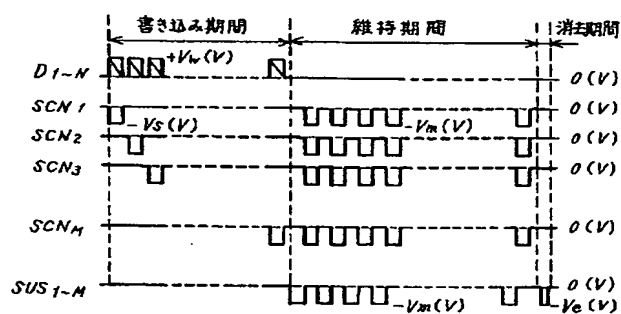 書き込み期間 維持期間 消去期間
D1~N +Vw(V) 0(V)
SCN1 -Vs(V) -Vm(V) 0(V)
SCN2 0(V)
SCN3 0(V)
SCNM 0(V)
SUS1~M -Vm(V) 0(V)
-Ve(V)